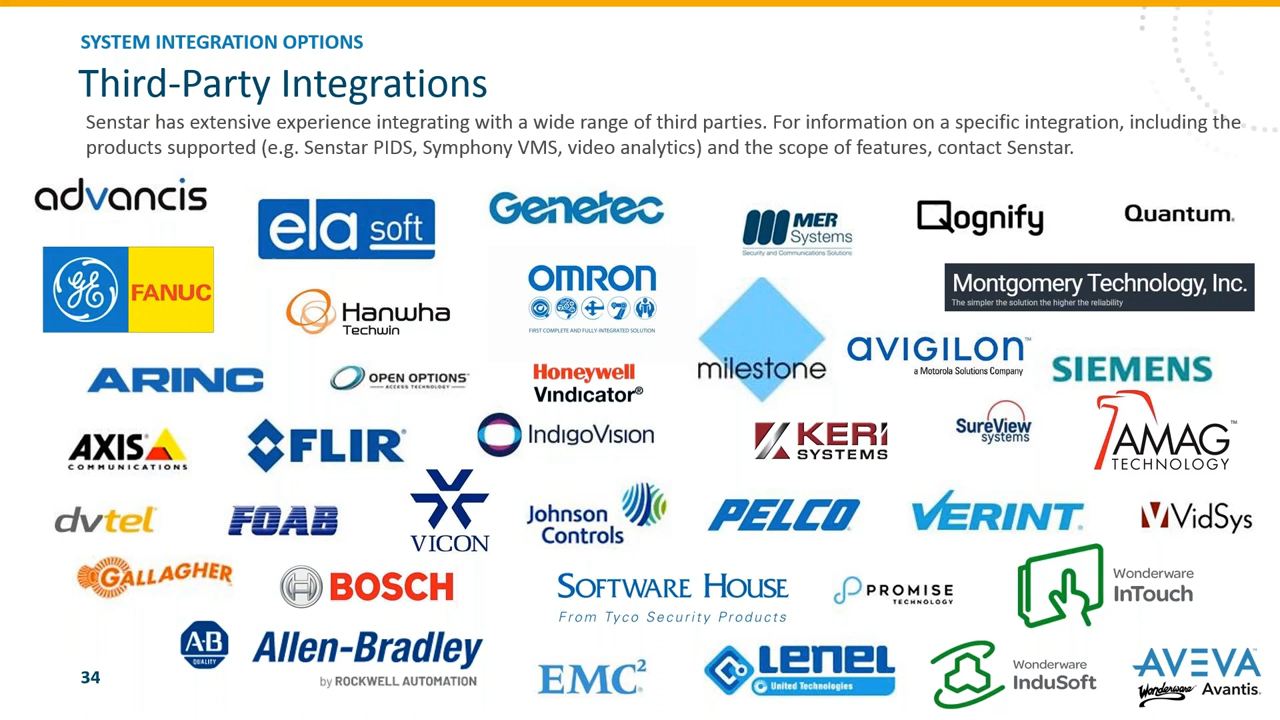 SYSTEM INTEGRATION OPTIONS
Third-Party Integrations
Senstar has extensive experience integrating with a wide range of third parties. For information on a specific integration, including the
products supported (e.g. Senstar PIDS, Symphony VMS, video analytics) and the scope of features, contact Senstar.
advancis
ela soft
Genetec
MER
Systems
Security and Communications Solutions
Qognify
Quantum.
GE
FANUC
Hanwha
Techwin
OMRON
FIRST COMPLETE AND FULLY-INTEGRATED SOLUTION
milestone
Montgomery Technology, Inc.
The simpler the solution the higher the reliability
ARINC
OPEN OPTIONS™
ACCESS TECHNOLOGY
Honeywell
Vindicator®
AVIGILON™
a Motorola Solutions Company
SIEMENS
AXIS®
COMMUNICATIONS
FLIR®
IndigoVision
KERI
SYSTEMS
SureView
systems
AMAG™
TECHNOLOGY
dvtel
FOAB
VICON
Johnson
Controls
PELCO
VERINT.
VidSys
GALLAGHER
BOSCH
SOFTWARE HOUSE
From Tyco Security Products
PROMISE
TECHNOLOGY
Wonderware
InTouch
A-B
QUALITY
Allen-Bradley
by ROCKWELL AUTOMATION
EMC²
LENEL
United Technologies
Wonderware
InduSoft
AVEVA™
Wonderware Avantis.
34